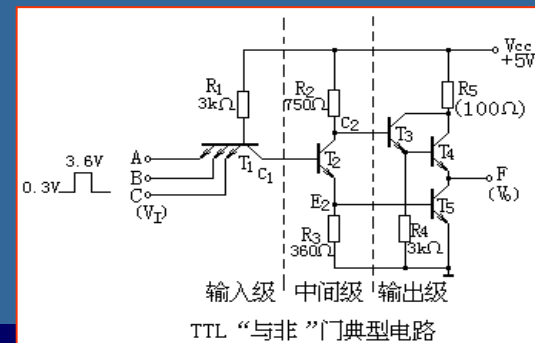 Vcc
+5V
R1
3kΩ
R2
750Ω
R5
(100Ω)
C2
T3
3.6V
A
T1
T2
T4
B
C1
F
0.3V
C
(VI)
E2
T5
(Vo)
R3
360Ω
R4
3kΩ
输入级 中间级 输出级
TTL “与非”门典型电路